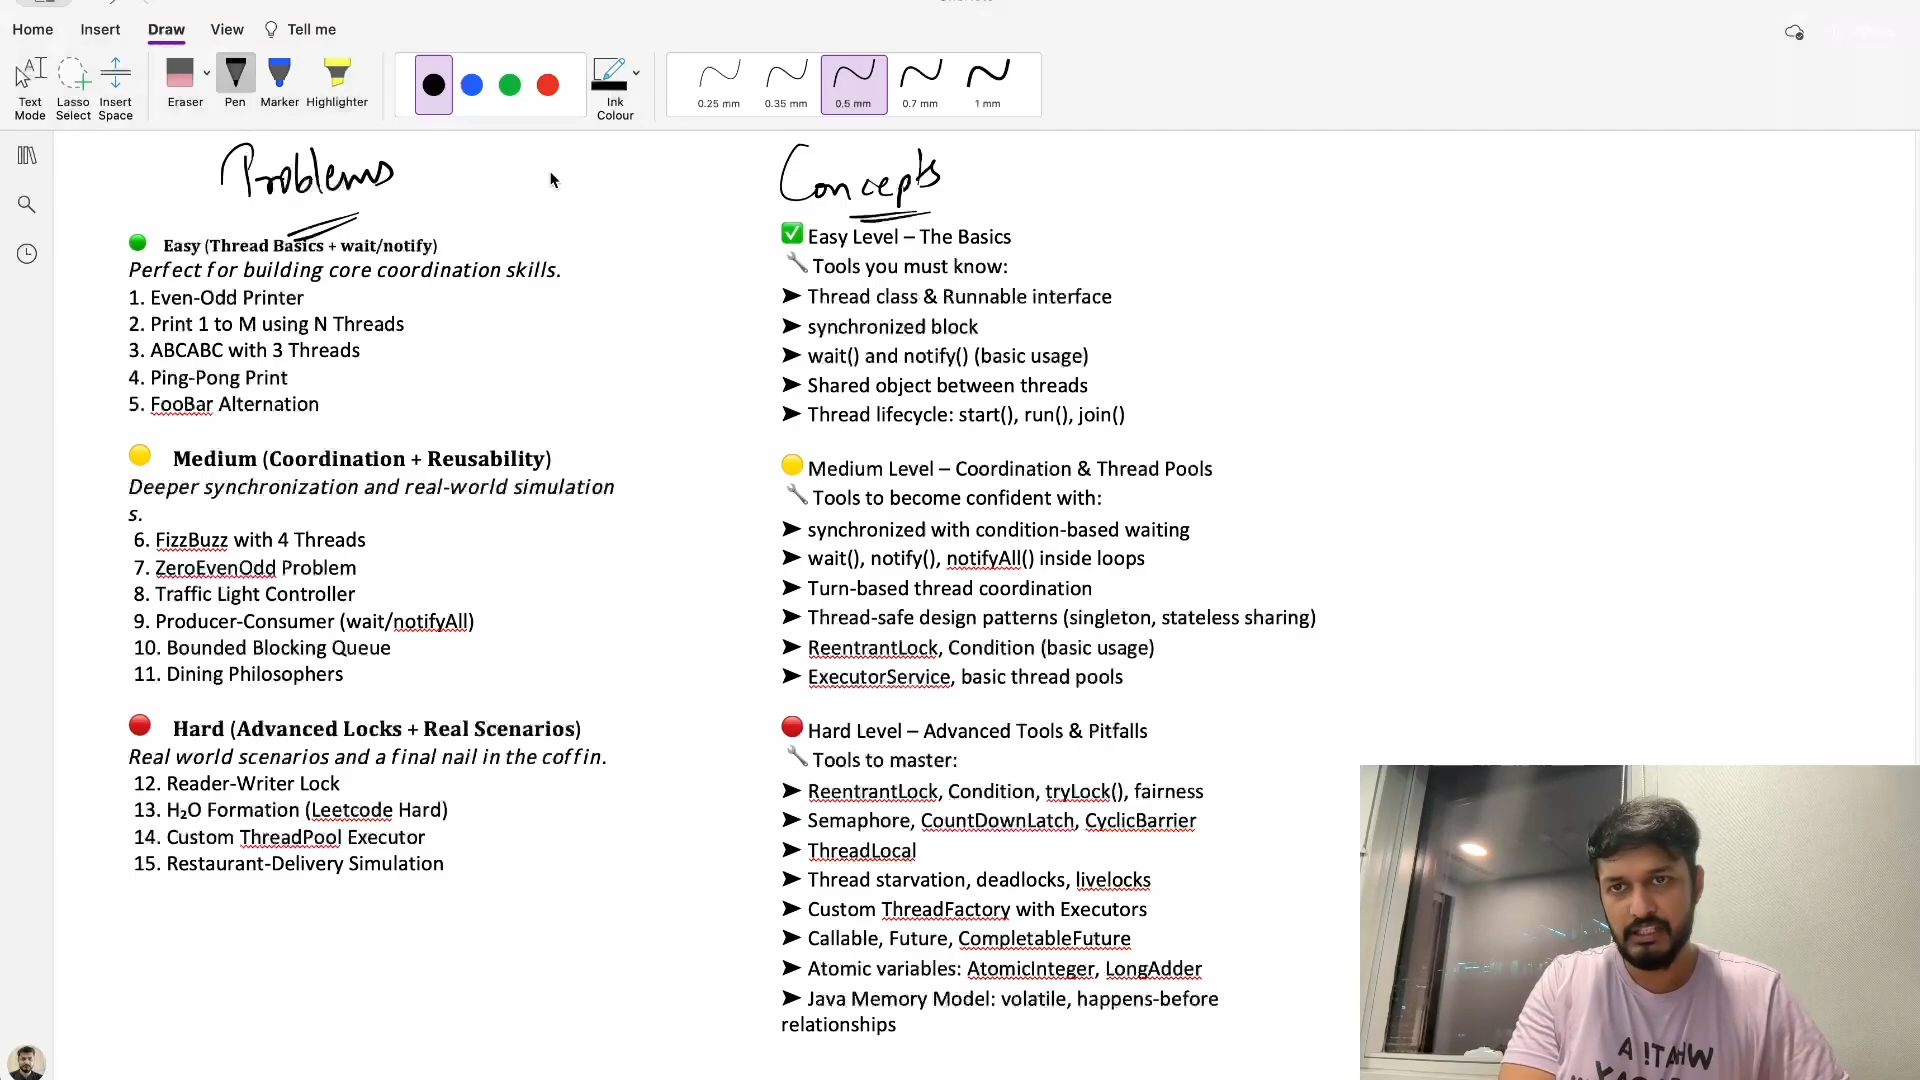 Home Insert Draw View Tell me
Text Mode
Lasso Select
Insert Space
Eraser
Pen
Marker
Highlighter
Ink Colour
0.25 mm
0.35 mm
0.5 mm
0.7 mm
1 mm
Problems
Easy (Thread Basics + wait/notify)
Perfect for building core coordination skills.
1. Even-Odd Printer
2. Print 1 to M using N Threads
3. ABCABC with 3 Threads
4. Ping-Pong Print
5. FooBar Alternation
Medium (Coordination + Reusability)
Deeper synchronization and real-world simulation
s.
6. FizzBuzz with 4 Threads
7. ZeroEvenOdd Problem
8. Traffic Light Controller
9. Producer-Consumer (wait/notifyAll)
10. Bounded Blocking Queue
11. Dining Philosophers
Hard (Advanced Locks + Real Scenarios)
Real world scenarios and a final nail in the coffin.
12. Reader-Writer Lock
13. H₂O Formation (Leetcode Hard)
14. Custom ThreadPool Executor
15. Restaurant-Delivery Simulation
Concepts
✅ Easy Level – The Basics
🔧 Tools you must know:
➤ Thread class & Runnable interface
➤ synchronized block
➤ wait() and notify() (basic usage)
➤ Shared object between threads
➤ Thread lifecycle: start(), run(), join()
🟡 Medium Level – Coordination & Thread Pools
🔧 Tools to become confident with:
➤ synchronized with condition-based waiting
➤ wait(), notify(), notifyAll() inside loops
➤ Turn-based thread coordination
➤ Thread-safe design patterns (singleton, stateless sharing)
➤ ReentrantLock, Condition (basic usage)
➤ ExecutorService, basic thread pools
🔴 Hard Level – Advanced Tools & Pitfalls
🔧 Tools to master:
➤ ReentrantLock, Condition, tryLock(), fairness
➤ Semaphore, CountDownLatch, CyclicBarrier
➤ ThreadLocal
➤ Thread starvation, deadlocks, livelocks
➤ Custom ThreadFactory with Executors
➤ Callable, Future, CompletableFuture
➤ Atomic variables: AtomicInteger, LongAdder
➤ Java Memory Model: volatile, happens-before
relationships
WHAT! A